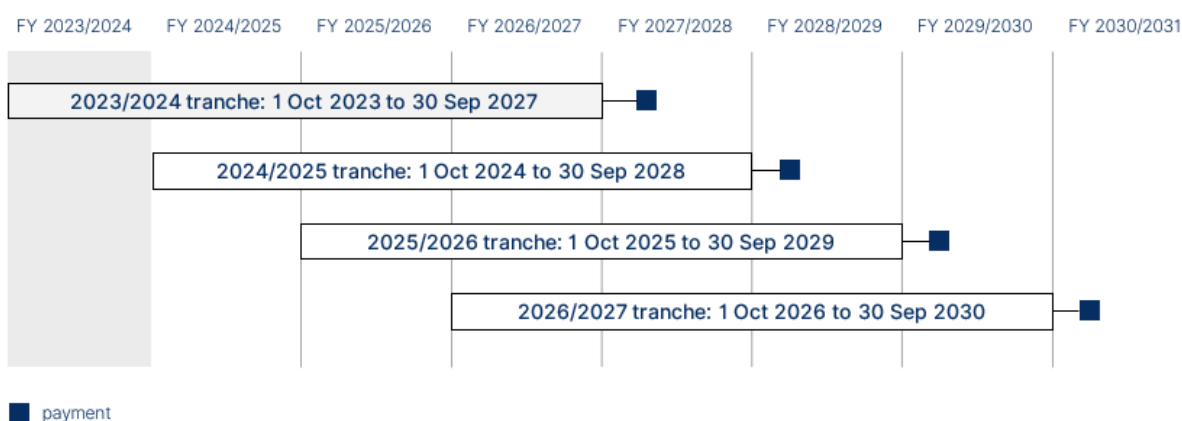 FY 2023/2024 FY 2024/2025 FY 2025/2026 FY 2026/2027 FY 2027/2028 FY 2028/2029 FY 2029/2030 FY 2030/2031
2023/2024 tranche: 1 Oct 2023 to 30 Sep 2027
2024/2025 tranche: 1 Oct 2024 to 30 Sep 2028
2025/2026 tranche: 1 Oct 2025 to 30 Sep 2029
2026/2027 tranche: 1 Oct 2026 to 30 Sep 2030
payment